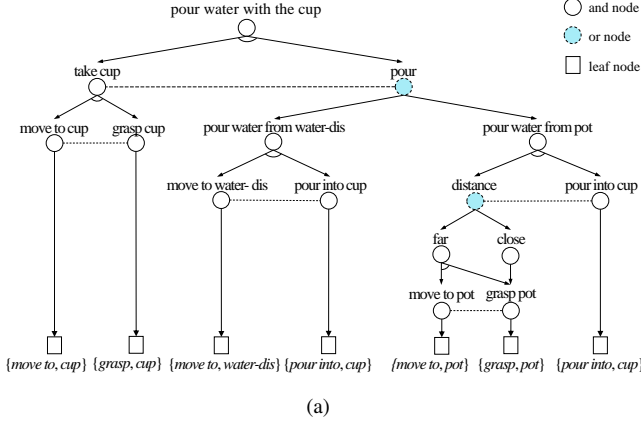 pour water with the cup
and node
or node
leaf node
take cup
pour
move to cup
grasp cup
pour water from water-dis
pour water from pot
move to water- dis
pour into cup
distance
pour into cup
far
close
move to pot
grasp pot
{move to, cup} {grasp, cup} {move to, water-dis} {pour into, cup} {move to, pot} {grasp, pot} {pour into, cup}
(a)